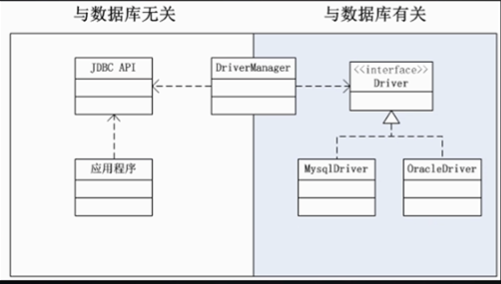 与数据库无关
与数据库有关
JDBC API
DriverManager
<<interface>>
Driver
应用程序
MysqlDriver
OracleDriver